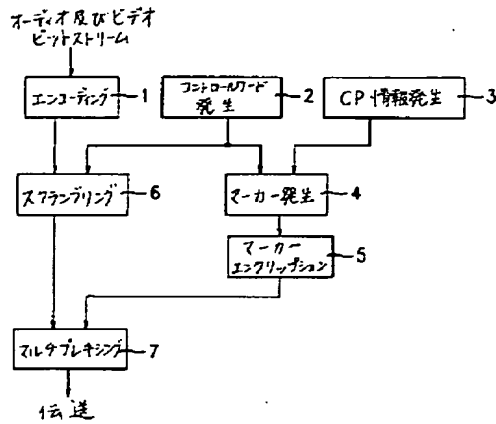 オーディオ及びビデオ
ビットストリーム
エンコーディング
1
コントロールワード
発生
2
CP情報発生
3
スクランブリング
6
マーカー発生
4
マーカー
エンクリップション
5
マルチプレキシング
7
伝送